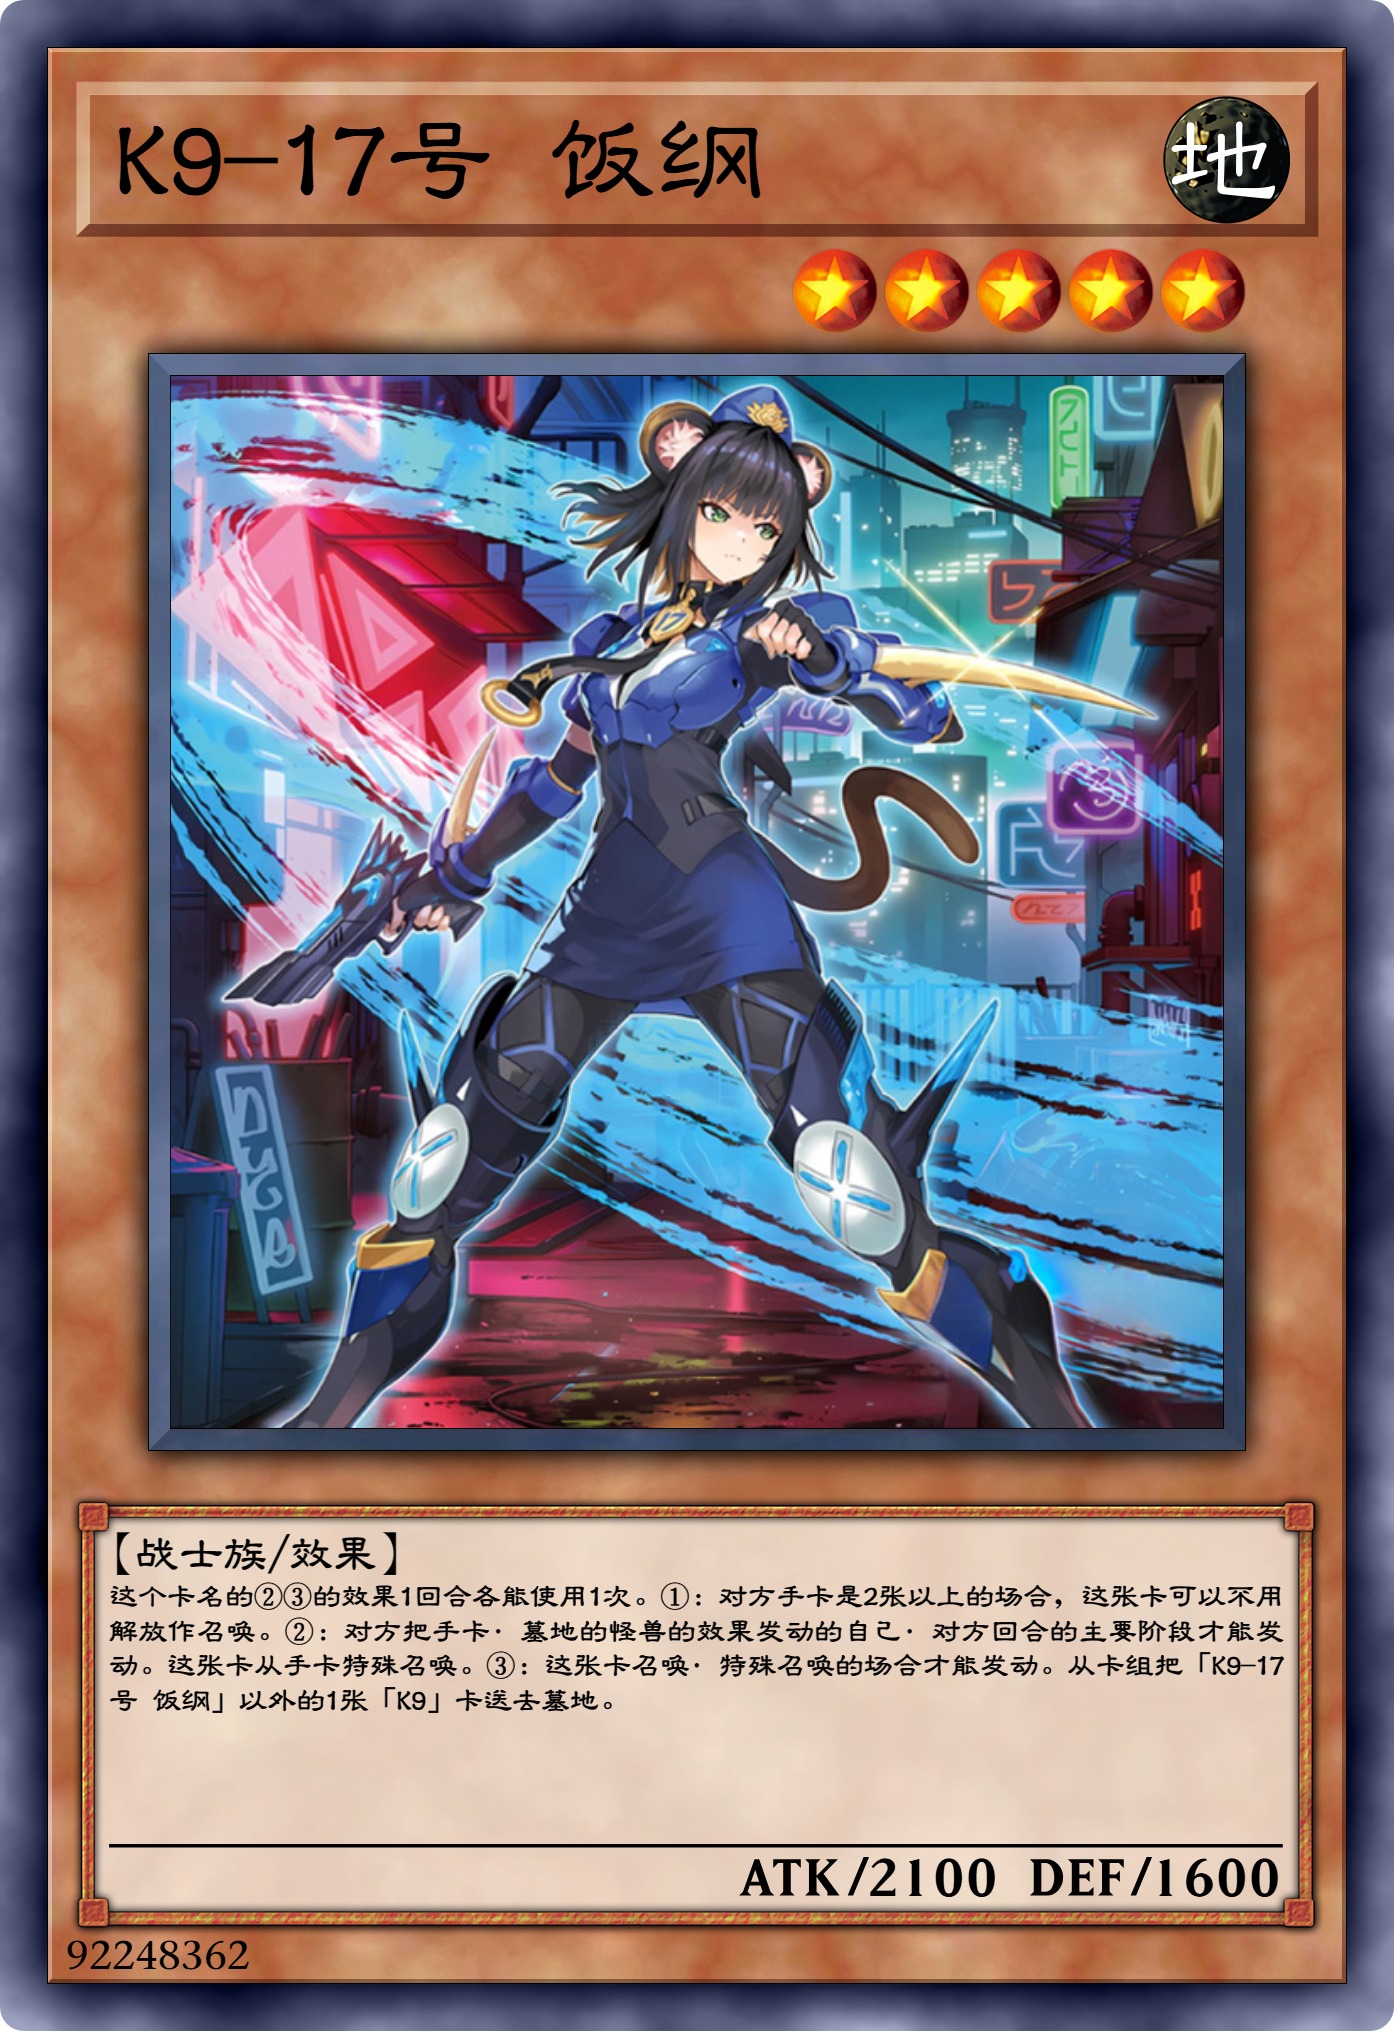 K9-17号 饭纲
地
17
【战士族/效果】
这个卡名的②③的效果1回合各能使用1次。①：对方手卡是2张以上的场合，这张卡可以不用
解放作召唤。②：对方把手卡·墓地的怪兽的效果发动的自己·对方回合的主要阶段才能发
动。这张卡从手卡特殊召唤。③：这张卡召唤·特殊召唤的场合才能发动。从卡组把「K9-17
号 饭纲」以外的1张「K9」卡送去墓地。
ATK/2100 DEF/1600
92248362